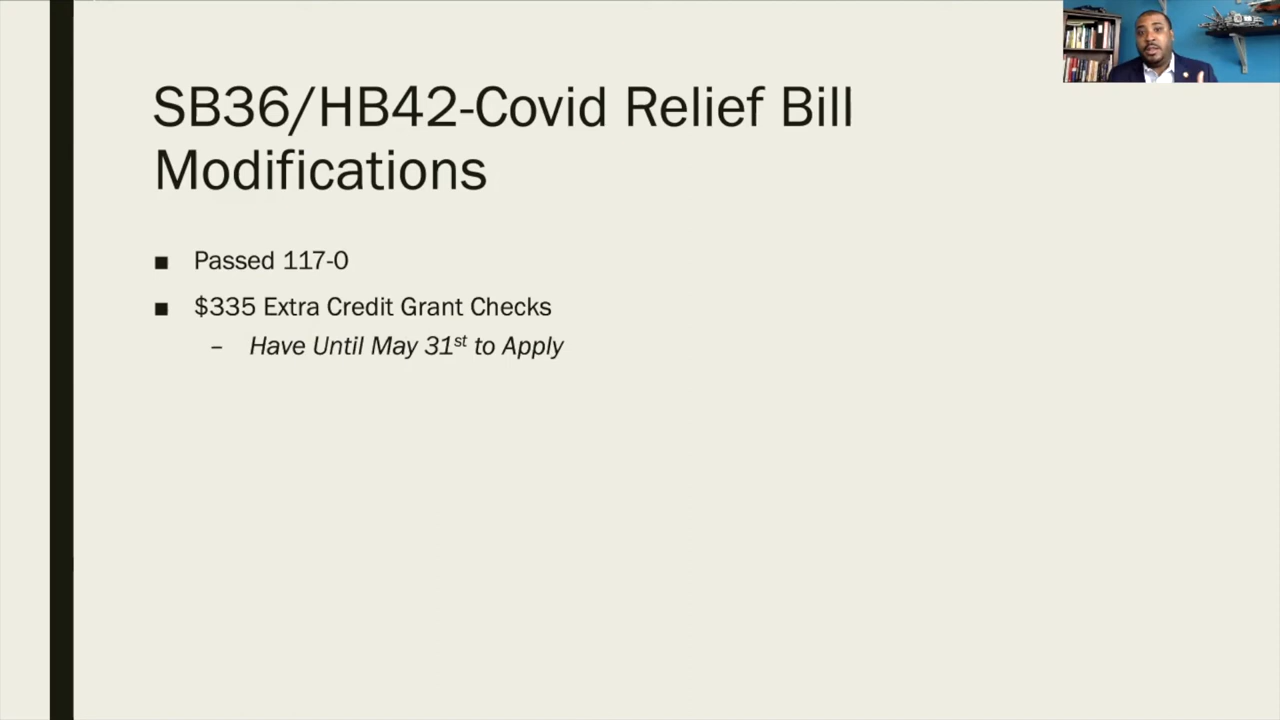 SB36/HB42-Covid Relief Bill
Modifications
■ Passed 117-0
■ $335 Extra Credit Grant Checks
– Have Until May 31st to Apply